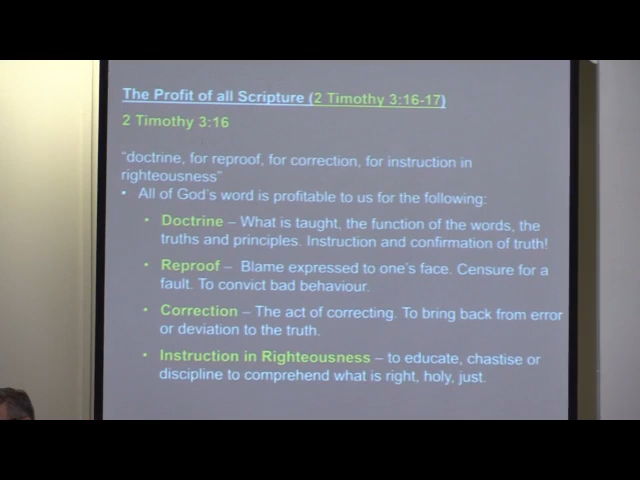 The Profit of all Scripture (2 Timothy 3:16-17)
2 Timothy 3:16
"doctrine, for reproof, for correction, for instruction in
righteousness"
• All of God's word is profitable to us for the following:
• Doctrine – What is taught, the function of the words, the
truths and principles. Instruction and confirmation of truth!
• Reproof – Blame expressed to one's face. Censure for a
fault. To convict bad behaviour.
• Correction – The act of correcting. To bring back from error
or deviation to the truth.
• Instruction in Righteousness – to educate, chastise or
discipline to comprehend what is right, holy, just.